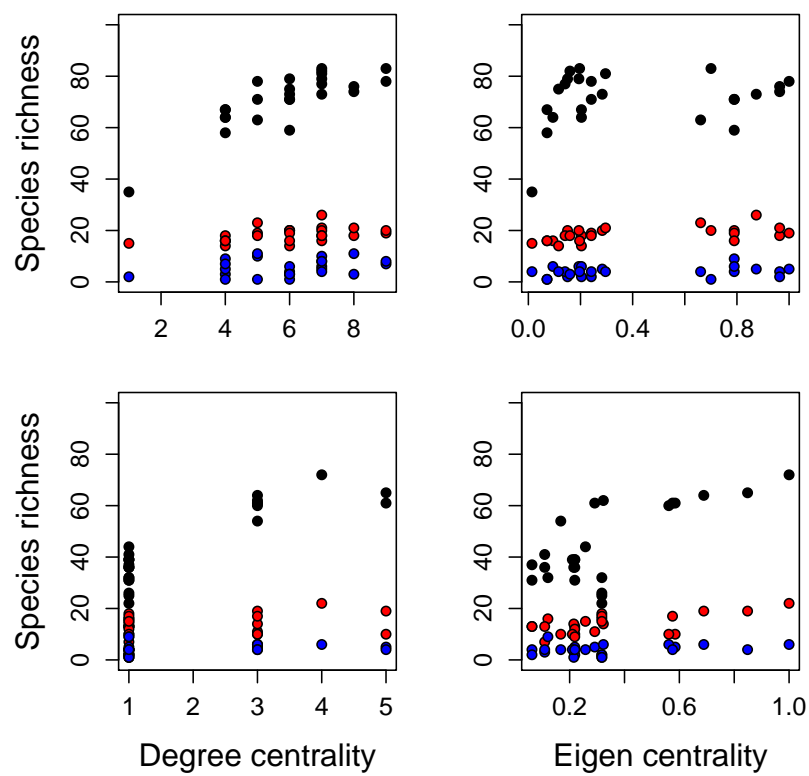 Species richness
0 20 40 60 80
2 4 6 8
0 20 40 60 80
0.0 0.4 0.8
Species richness
0 20 40 60 80
1 2 3 4 5
Degree centrality
0 20 40 60 80
0.2 0.6 1.0
Eigen centrality